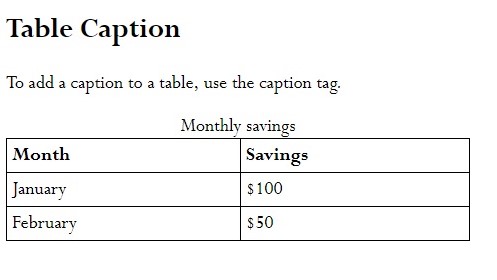 Table Caption
To add a caption to a table, use the caption tag.
Monthly savings
Month Savings
January $100
February $50